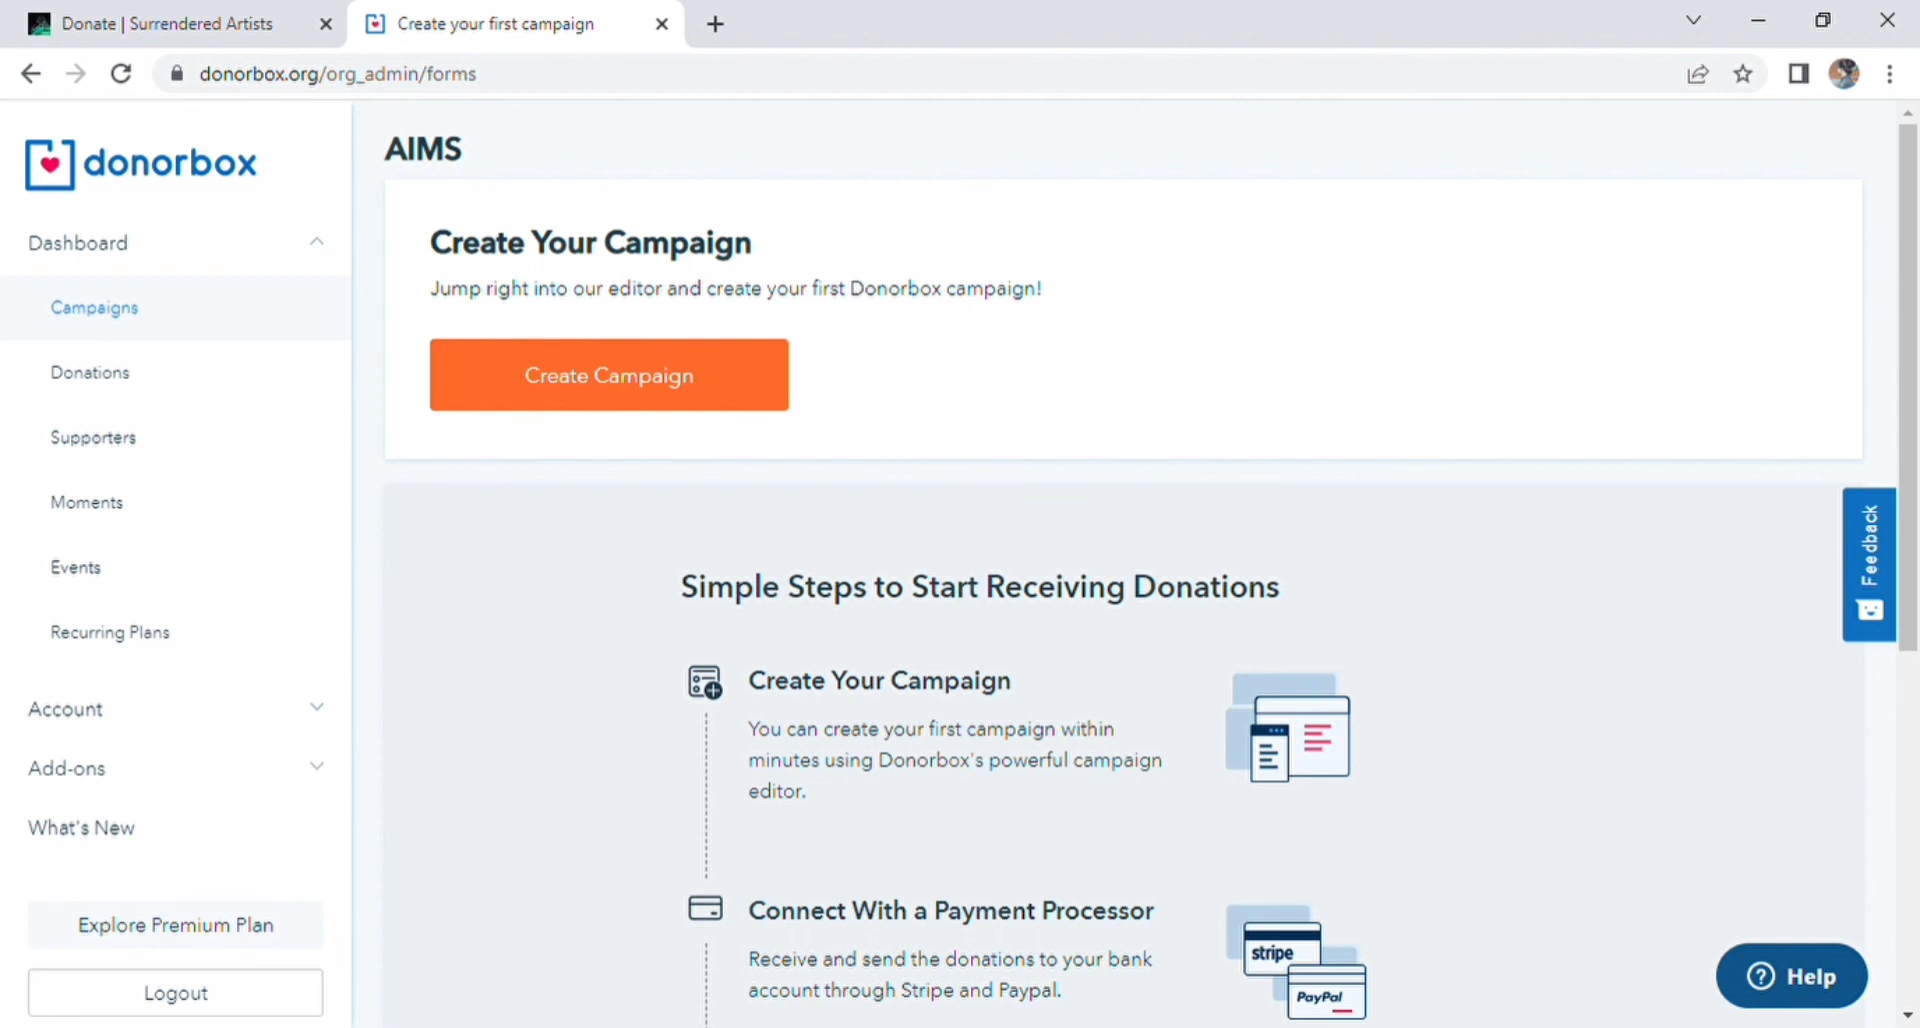 Donate | Surrendered Artists
Create your first campaign
donorbox.org/org_admin/forms
donorbox
Dashboard
Campaigns
Donations
Supporters
Moments
Events
Recurring Plans
Account
Add-ons
What's New
Explore Premium Plan
Logout
AIMS
Create Your Campaign
Jump right into our editor and create your first Donorbox campaign!
Create Campaign
Simple Steps to Start Receiving Donations
Create Your Campaign
You can create your first campaign within
minutes using Donorbox's powerful campaign
editor.
Connect With a Payment Processor
Receive and send the donations to your bank
account through Stripe and Paypal.
stripe
PayPal
Feedback
Help